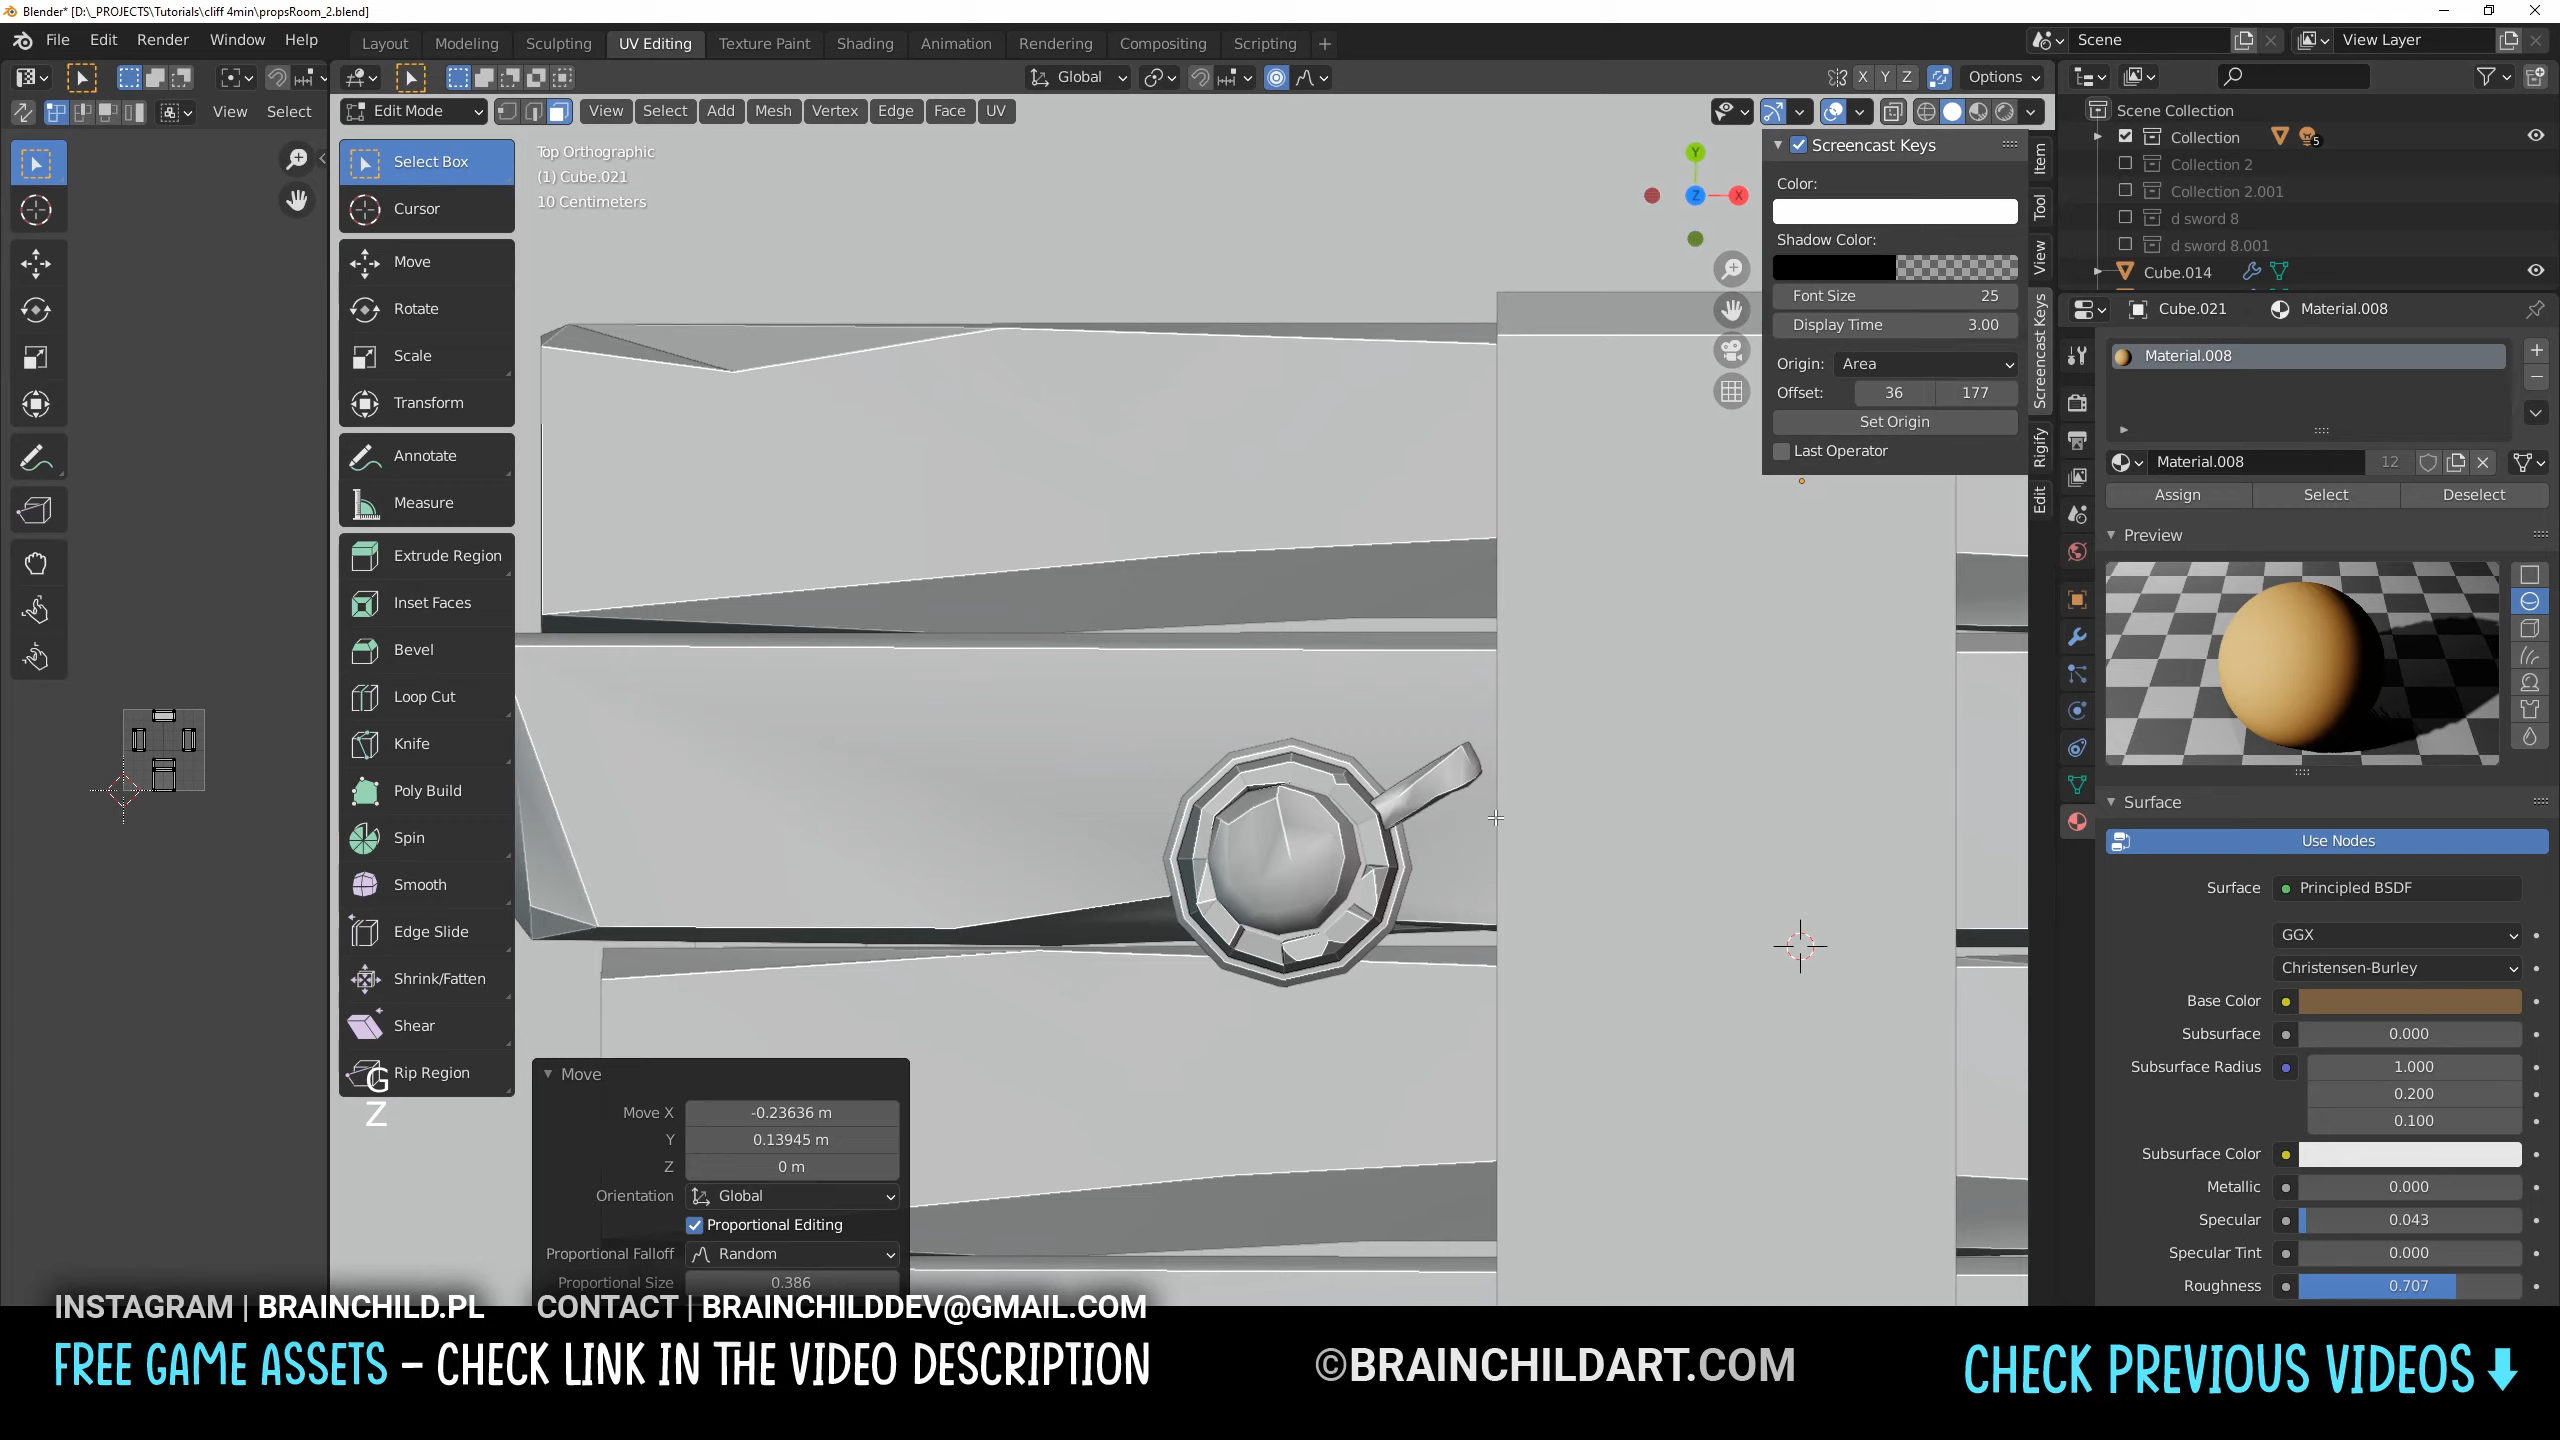 Blender* [D:\_PROJECTS\Tutorials\cliff 4min\propsRoom_2.blend]
File Edit Render Window Help Layout Modeling Sculpting UV Editing Texture Paint Shading Animation Rendering Compositing Scripting + Scene View Layer
Global X Y Z Options
View Select Edit Mode View Select Add Mesh Vertex Edge Face UV
Select Box
Cursor
Move
Rotate
Scale
Transform
Annotate
Measure
Extrude Region
Inset Faces
Bevel
Loop Cut
Knife
Poly Build
Spin
Smooth
Edge Slide
Shrink/Fatten
Shear
Rip Region
G
Z
Top Orthographic
(1) Cube.021
10 Centimeters
Y
Z X
Screencast Keys
Color:
Shadow Color:
Font Size 25
Display Time 3.00
Origin: Area
Offset: 36 177
Set Origin
Last Operator
Item
Tool
View
Screencast Keys
Rigify
Edit
Move
Move X -0.23636 m
Y 0.13945 m
Z 0 m
Orientation Global
Proportional Editing
Proportional Falloff Random
Proportional Size 0.386
Scene Collection
Collection 5
Collection 2
Collection 2.001
d sword 8
d sword 8.001
Cube.014
Cube.021 Material.008
Material.008
Material.008 12
Assign Select Deselect
Preview
Surface
Use Nodes
Surface Principled BSDF
GGX
Christensen-Burley
Base Color
Subsurface 0.000
Subsurface Radius 1.000
0.200
0.100
Subsurface Color
Metallic 0.000
Specular 0.043
Specular Tint 0.000
Roughness 0.707
INSTAGRAM | BRAINCHILD.PL CONTACT | BRAINCHILDDEV@GMAIL.COM
FREE GAME ASSETS – CHECK LINK IN THE VIDEO DESCRIPTION
©BRAINCHILDART.COM
CHECK PREVIOUS VIDEOS